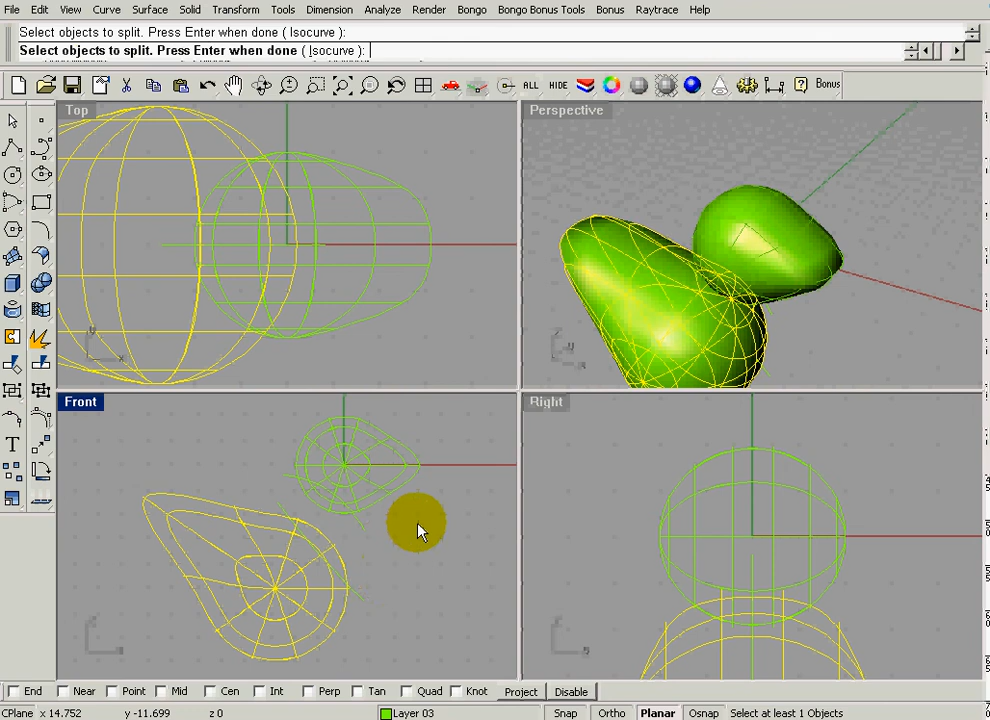 File Edit View Curve Surface Solid Transform Tools Dimension Analyze Render Bongo Bongo Bonus Tools Bonus Raytrace Help
Select objects to split. Press Enter when done ( Isocurve ):
Select objects to split. Press Enter when done ( Isocurve ):
ALL HIDE Bonus
Top
Perspective
Front
Right
End Near Point Mid Cen Int Perp Tan Quad Knot Project Disable
CPlane x 14.752 y -11.699 z 0 Layer 03 Snap Ortho Planar Osnap Select at least 1 Objects